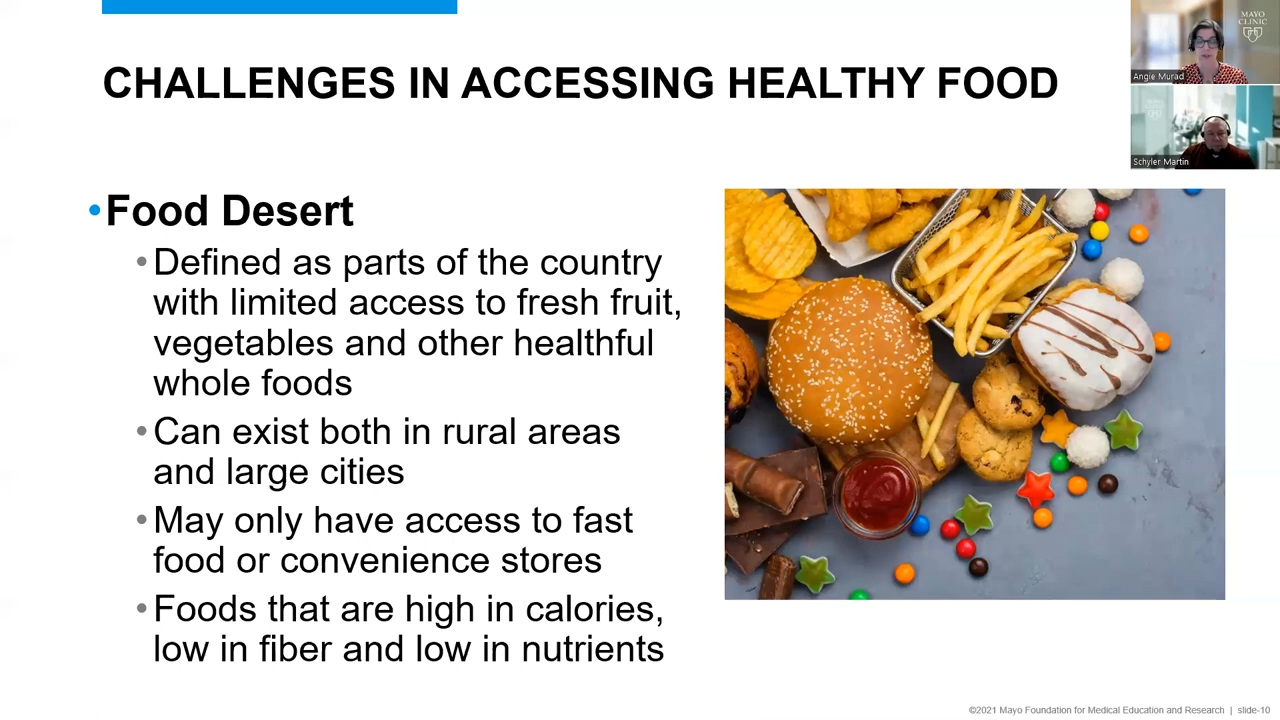 CHALLENGES IN ACCESSING HEALTHY FOOD
MAYO
CLINIC
Angie Murad
Schyler Martin
•Food Desert
•Defined as parts of the country
with limited access to fresh fruit,
vegetables and other healthful
whole foods
•Can exist both in rural areas
and large cities
•May only have access to fast
food or convenience stores
•Foods that are high in calories,
low in fiber and low in nutrients
©2021 Mayo Foundation for Medical Education and Research | slide-10